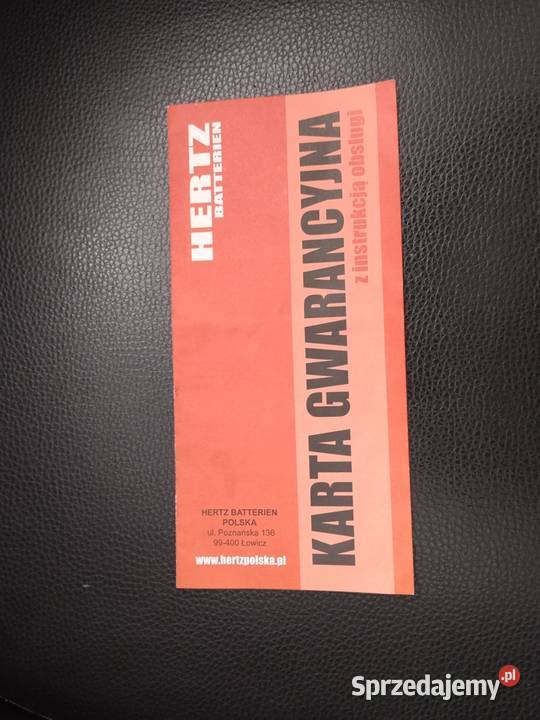 HERTZ
BATTERIEN
KARTA GWARANCYJNA
z instrukcją obsługi
HERTZ BATTERIEN
POLSKA
ul. Poznańska 136
99-400 Łowicz
www.hertzpolska.pl
Sprzedajemy.pl